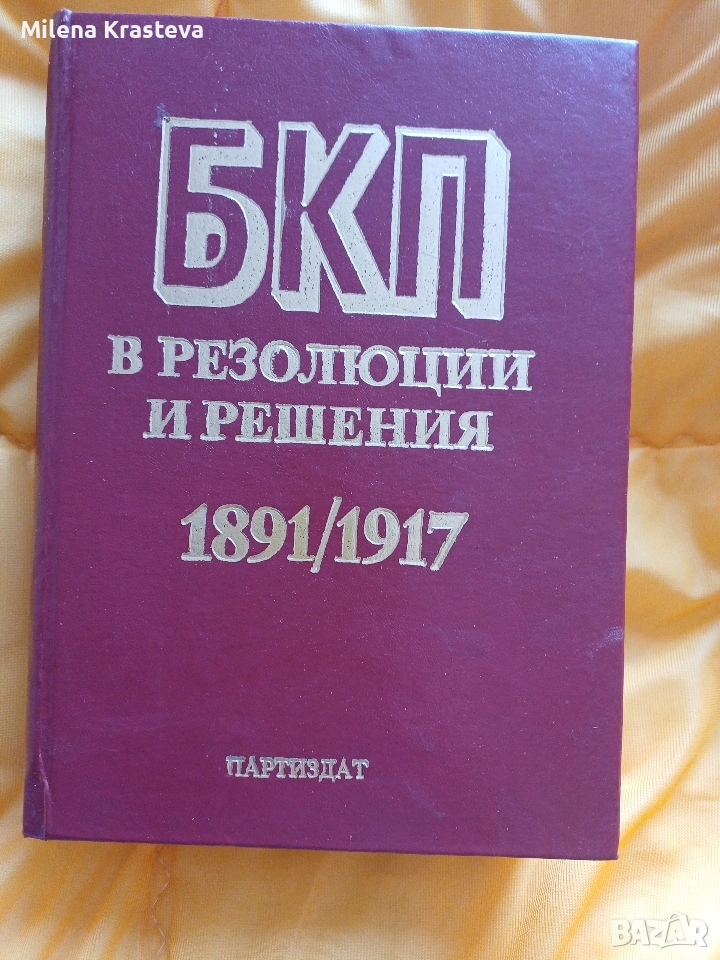 Milena Krasteva
БКП
В РЕЗОЛЮЦИИ
И РЕШЕНИЯ
1891/1917
ПАРТИЗДАТ
BAZAR